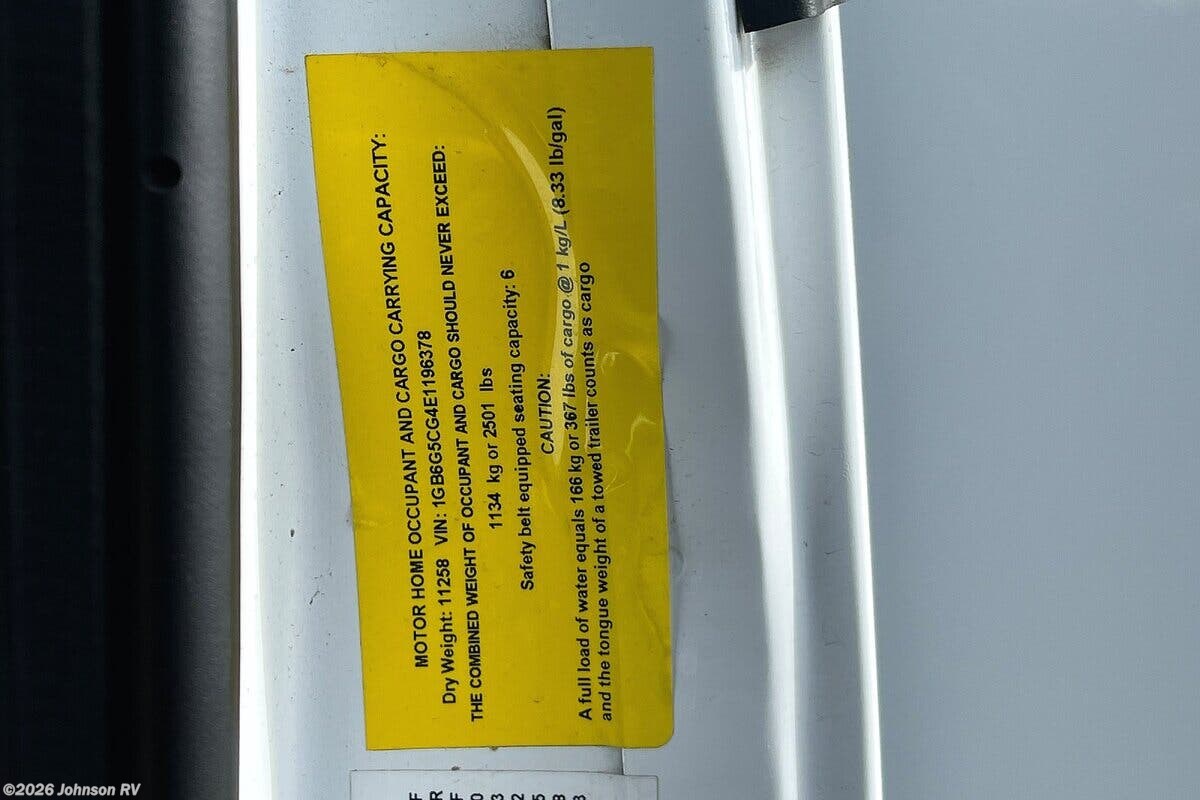 MOTOR HOME OCCUPANT AND CARGO CARRYING CAPACITY:
Dry Weight: 11258 VIN: 1GB6G5CG4E1196378
THE COMBINED WEIGHT OF OCCUPANT AND CARGO SHOULD NEVER EXCEED:
1134 kg or 2501 lbs
Safety belt equipped seating capacity: 6
CAUTION:
A full load of water equals 166 kg or 367 lbs of cargo @ 1 kg/L (8.33 lb/gal)
and the tongue weight of a towed trailer counts as cargo
©2026 Johnson RV